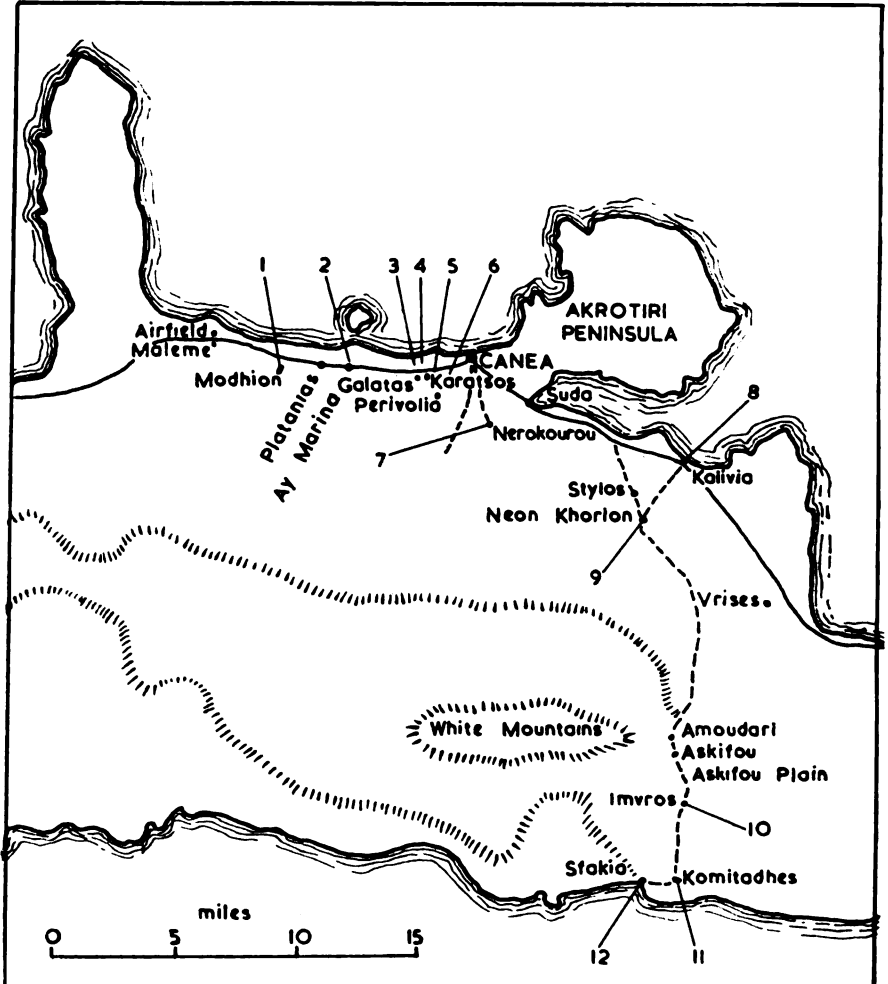 1 2 3 4 5 6
AKROTIRI
PENINSULA
Airfield
Maleme
CANEA
Modhion
Platanias
Ay Marina
Galatas
Karatsos
Perivolia
Suda
8
7
Nerokourou
Kalivia
Stylos
Neon Khorion
9
Vrises
White Mountains
Amoudari
Askifou
Askifou Plain
Imvros
10
Sfakia
Komitadhes
miles
0 5 10 15
12 11